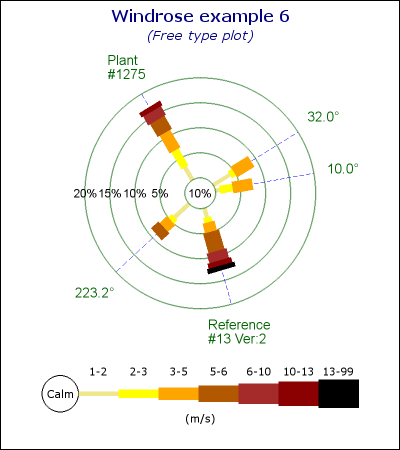 Windrose example 6
(Free type plot)
Plant
#1275
32.0°
10.0°
20% 15% 10% 5% 10%
223.2°
Reference
#13 Ver:2
1-2 2-3 3-5 5-6 6-10 10-13 13-99
Calm
(m/s)